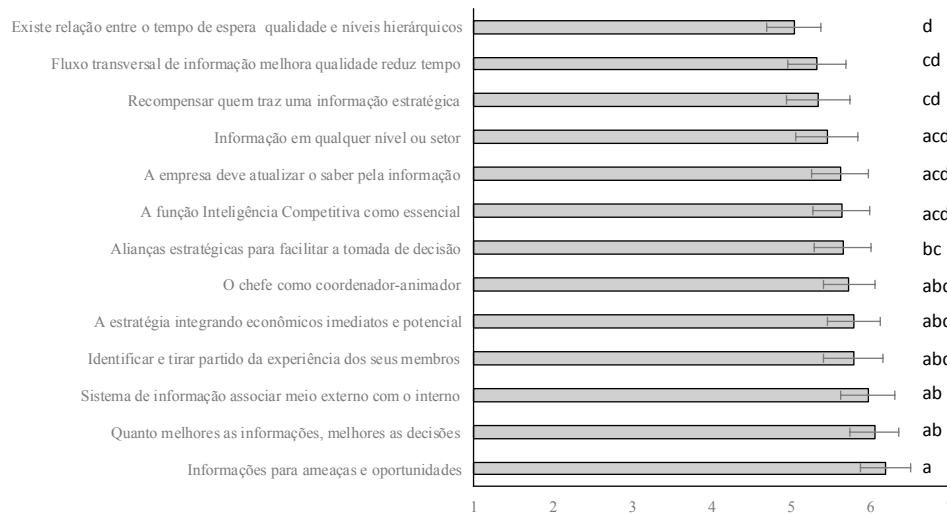 Existe relação entre o tempo de espera qualidade e níveis hierárquicos d
Fluxo transversal de informação melhora qualidade reduz tempo cd
Recompensar quem traz uma informação estratégica cd
Informação em qualquer nível ou setor acd
A empresa deve atualizar o saber pela informação acd
A função Inteligência Competitiva como essencial acd
Alianças estratégicas para facilitar a tomada de decisão bc
O chefe como coordenador-animador abc
A estratégia integrando econômicos imediatos e potencial abc
Identificar e tirar partido da experiência dos seus membros abc
Sistema de informação associar meio externo com o interno ab
Quanto melhores as informações, melhores as decisões ab
Informações para ameaças e oportunidades a
1 2 3 4 5 6